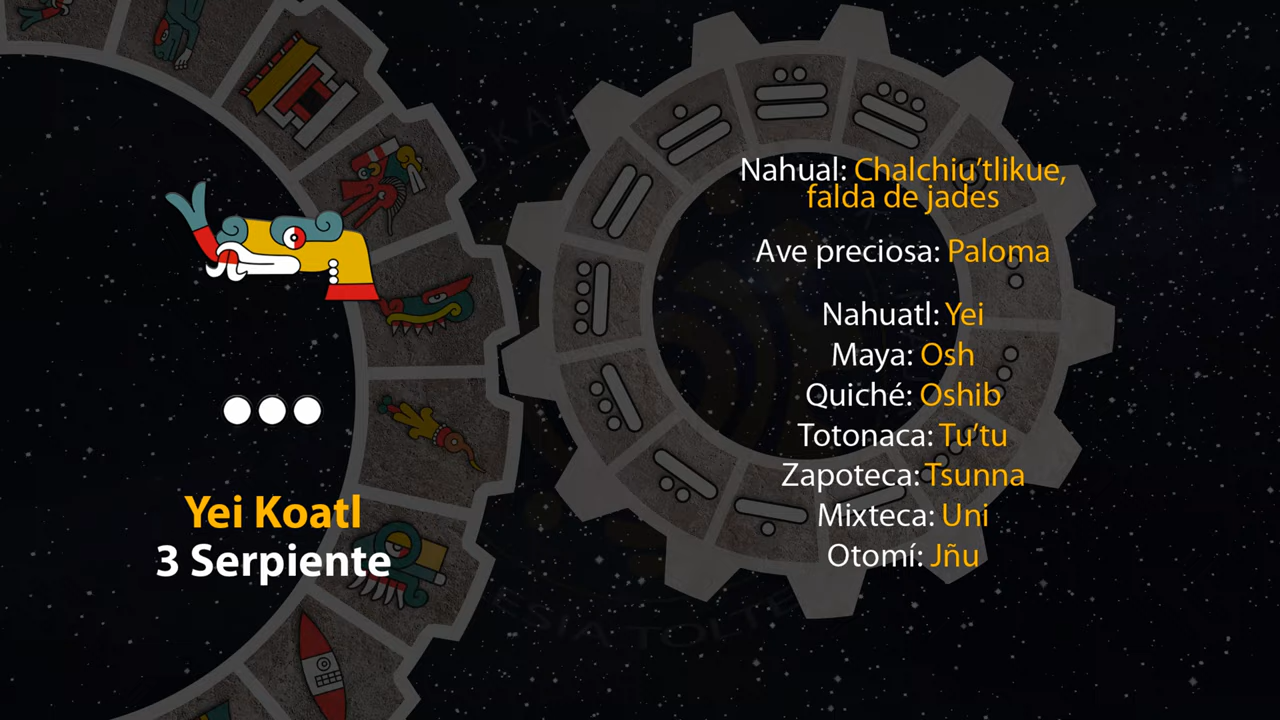 Yei Koatl
3 Serpiente
Nahual: Chalchiu’tlikue,
falda de jades
Ave preciosa: Paloma
Nahuatl: Yei
Maya: Osh
Quiché: Oshib
Totonaca: Tu’tu
Zapoteca: Tsunna
Mixteca: Uni
Otomí: Jñu